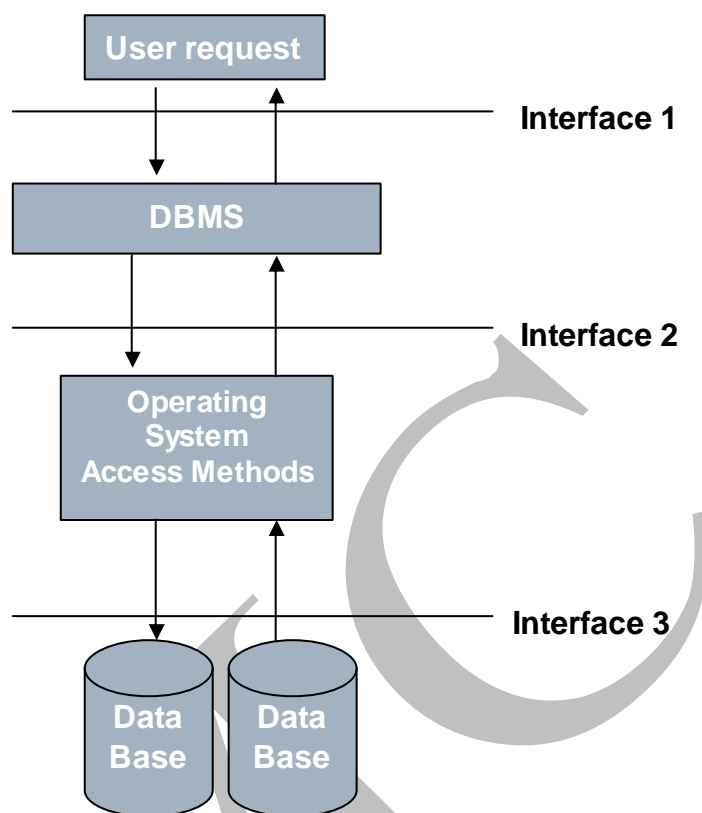 User request
Interface 1
DBMS
Interface 2
Operating
System
Access Methods
Interface 3
Data
Base
Data
Base